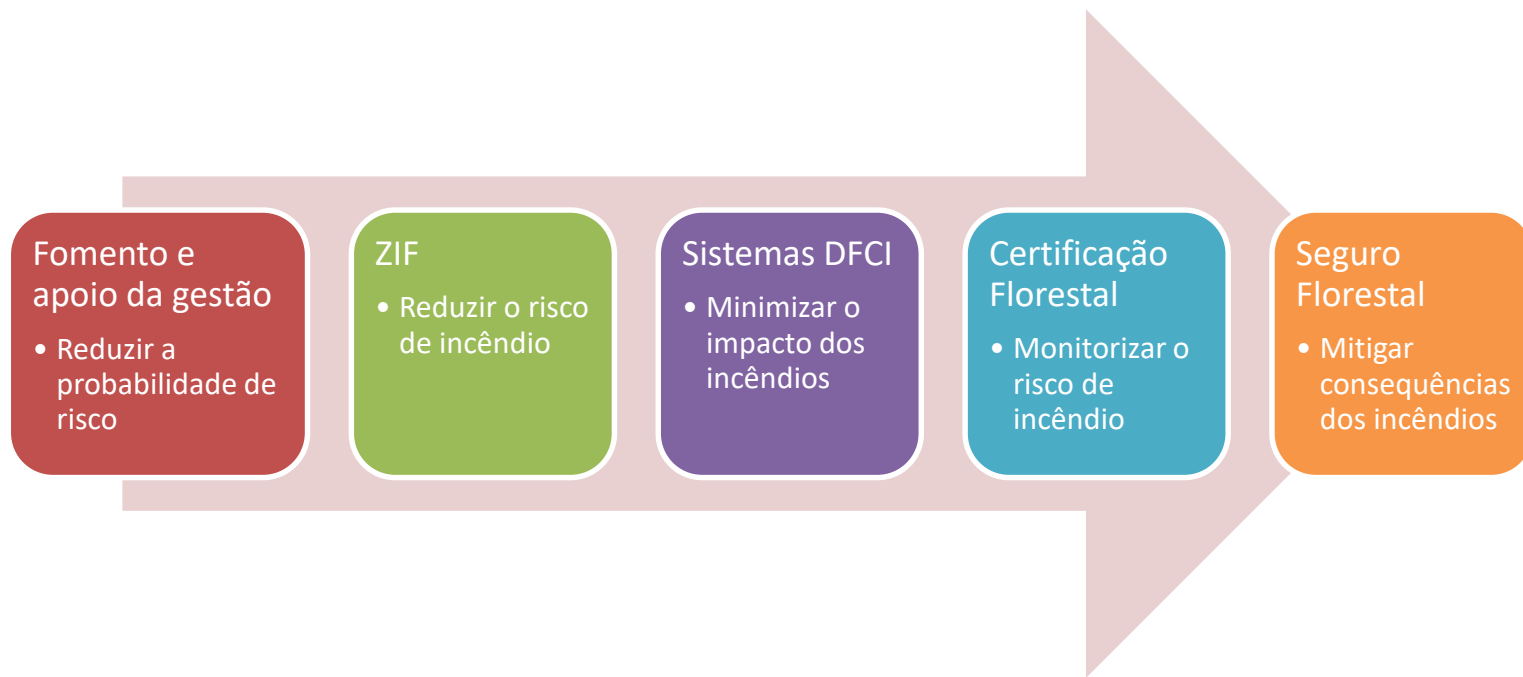 Fomento e
apoio da gestão
• Reduzir a
probabilidade de
risco
ZIF
• Reduzir o risco
de incêndio
Sistemas DFCI
• Minimizar o
impacto dos
incêndios
Certificação
Florestal
• Monitorizar o
risco de
incêndio
Seguro
Florestal
• Mitigar
consequências
dos incêndios